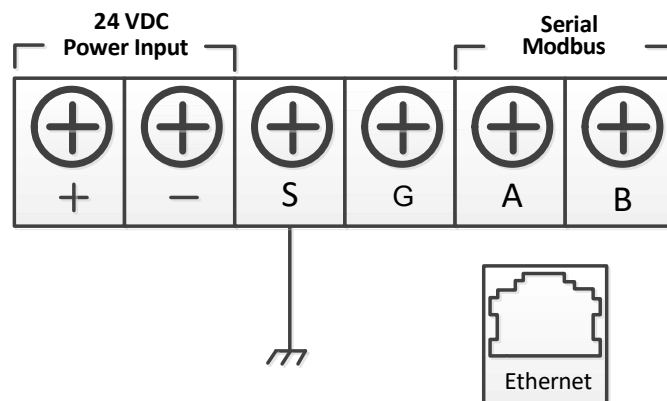 24 VDC
Power Input
Serial
Modbus
+ − S G A B
Ethernet